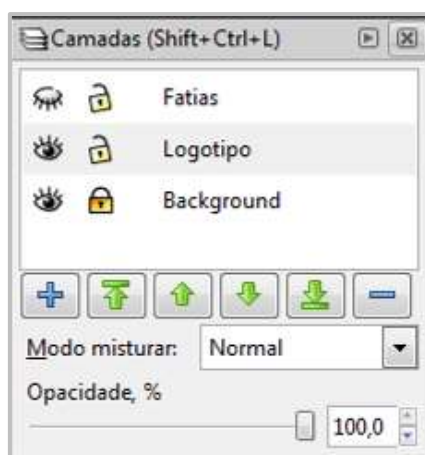 Camadas (Shift+Ctrl+L)
Fatias
Logotipo
Background
Modo misturar: Normal
Opacidade, %
100,0